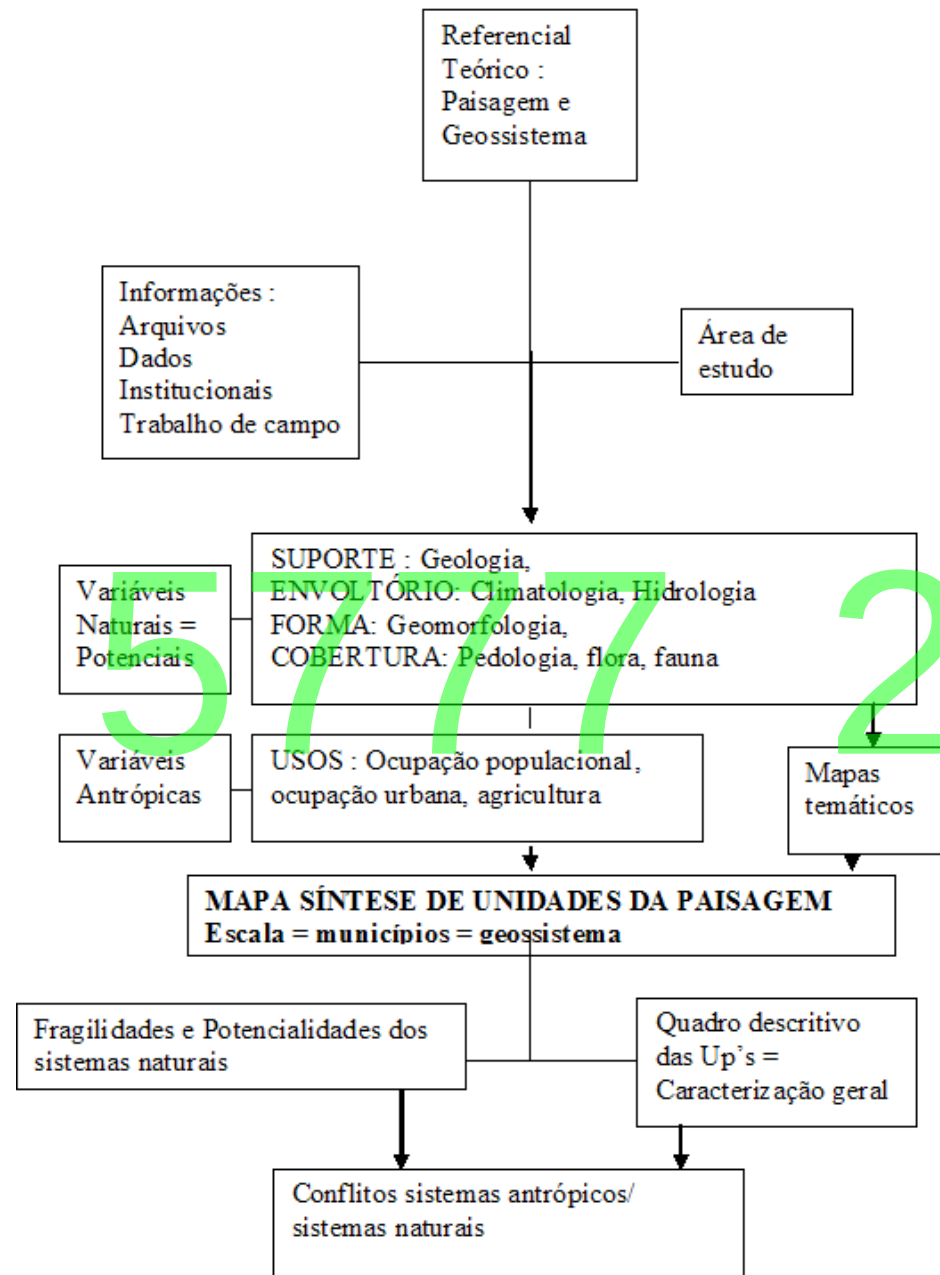 Referencial
Teórico :
Paisagem e
Geossistema
Informações :
Arquivos
Dados
Institucionais
Trabalho de campo
Área de
estudo
Variáveis
Naturais =
Potenciais
SUPORTE : Geologia,
ENVOLTÓRIO: Climatologia, Hidrologia
FORMA: Geomorfologia,
COBERTURA: Pedologia, flora, fauna
5777 2
Variáveis
Antrópicas
USOS : Ocupação populacional,
ocupação urbana, agricultura
Mapas
temáticos
MAPA SÍNTESE DE UNIDADES DA PAISAGEM
Escala = municípios = geossistema
Fragilidades e Potencialidades dos
sistemas naturais
Quadro descritivo
das Up’s =
Caracterização geral
Conflitos sistemas antrópicos/
sistemas naturais